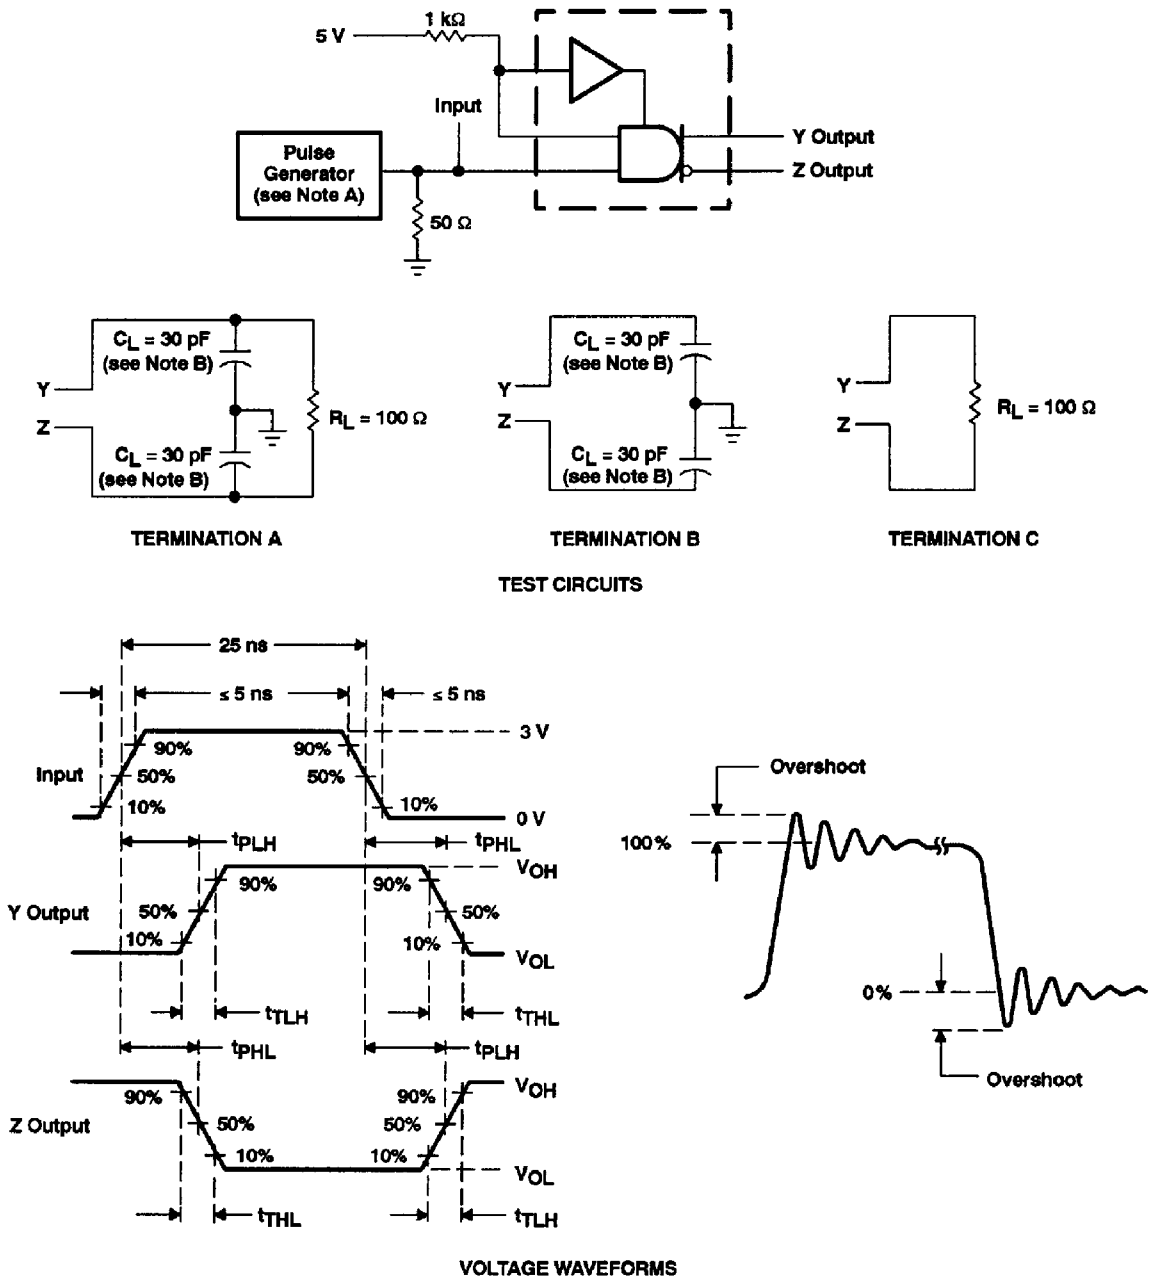 1 kΩ
5 V
Input
Pulse
Generator
(see Note A)
50 Ω
Y Output
Z Output
CL = 30 pF
(see Note B)
Y
Z
RL = 100 Ω
CL = 30 pF
(see Note B)
TERMINATION A
CL = 30 pF
(see Note B)
Y
Z
CL = 30 pF
(see Note B)
TERMINATION B
Y
Z
RL = 100 Ω
TERMINATION C
TEST CIRCUITS
25 ns
≤ 5 ns
≤ 5 ns
3 V
90%
90%
Input
50%
50%
10%
10%
0 V
tPLH
tPHL
VOH
90%
90%
Y Output
50%
50%
10%
10%
VOL
tTLH
tTHL
tPHL
tPLH
VOH
90%
90%
Z Output
50%
50%
10%
10%
VOL
tTHL
tTLH
Overshoot
100%
0%
Overshoot
VOLTAGE WAVEFORMS